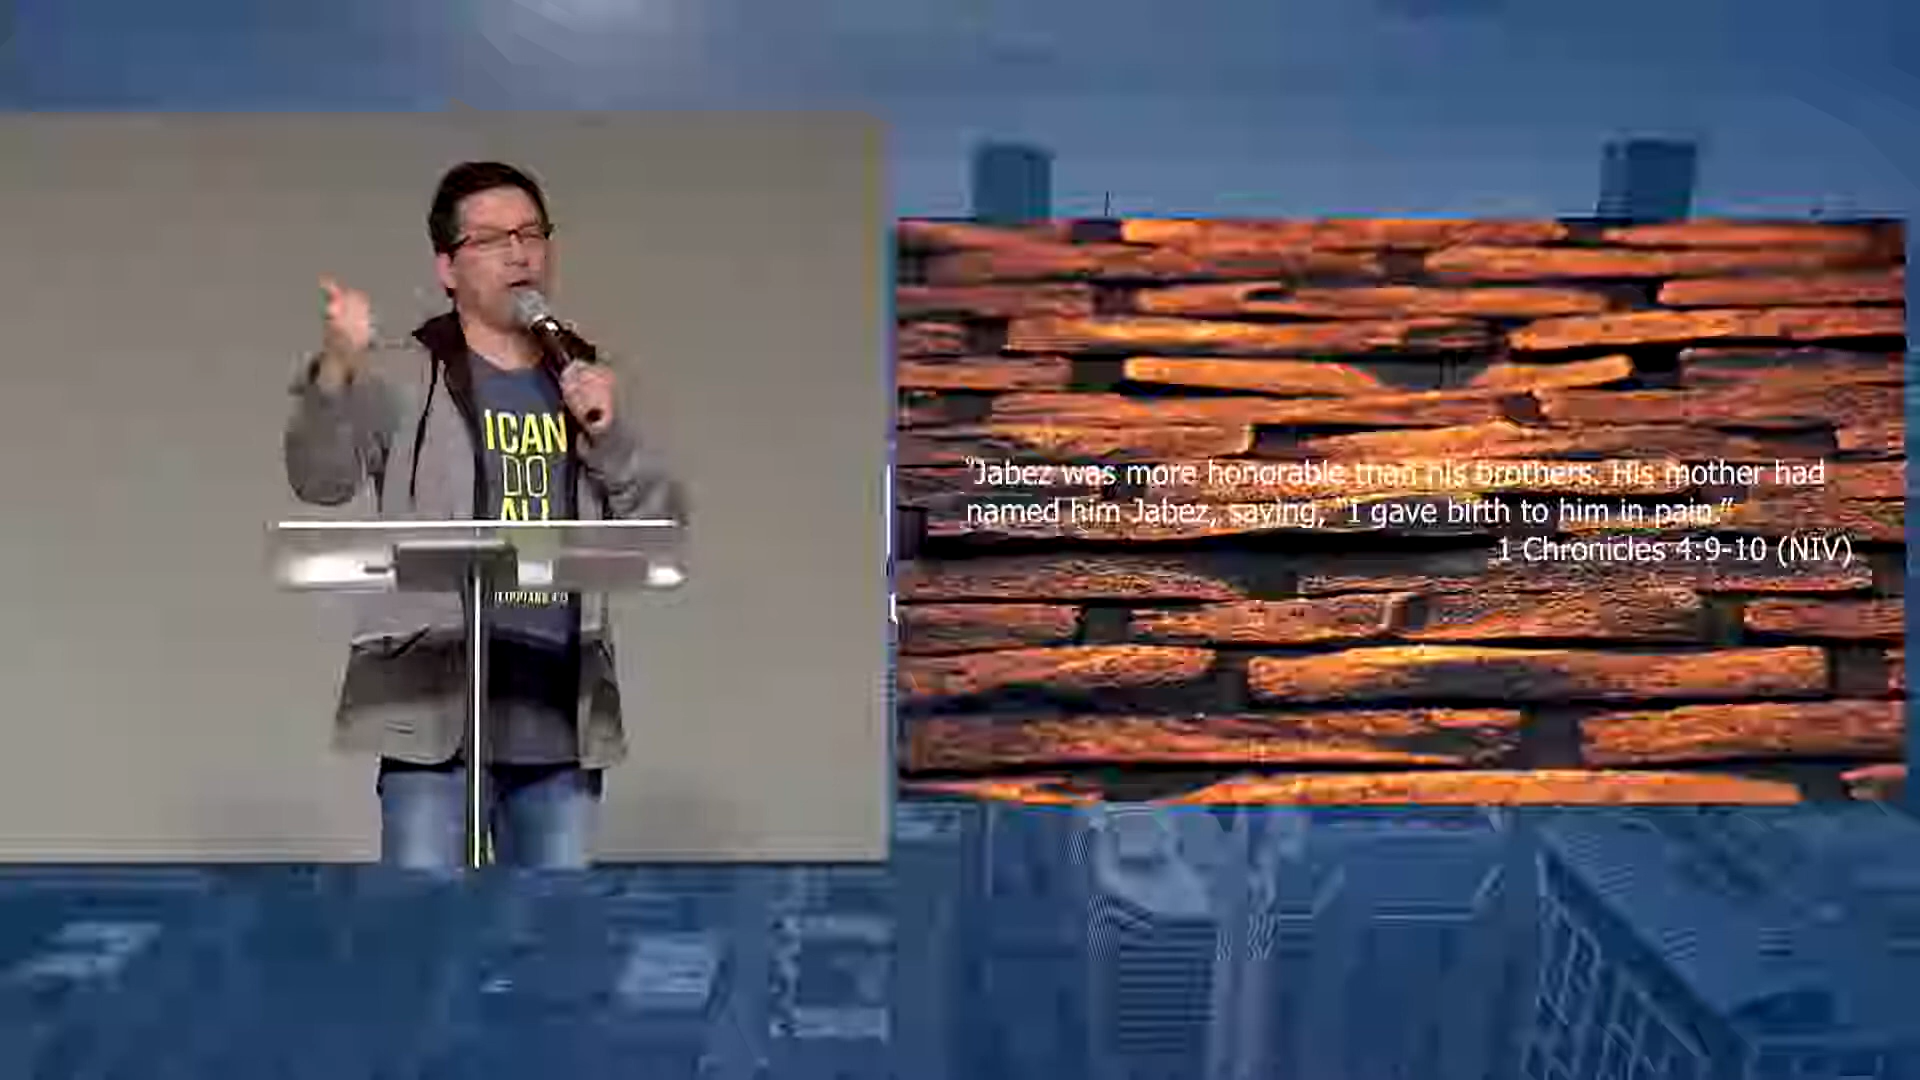 I CAN
DO
ALL
"Jabez was more honorable than his brothers. His mother had
named him Jabez, saying, "I gave birth to him in pain."
1 Chronicles 4:9-10 (NIV)